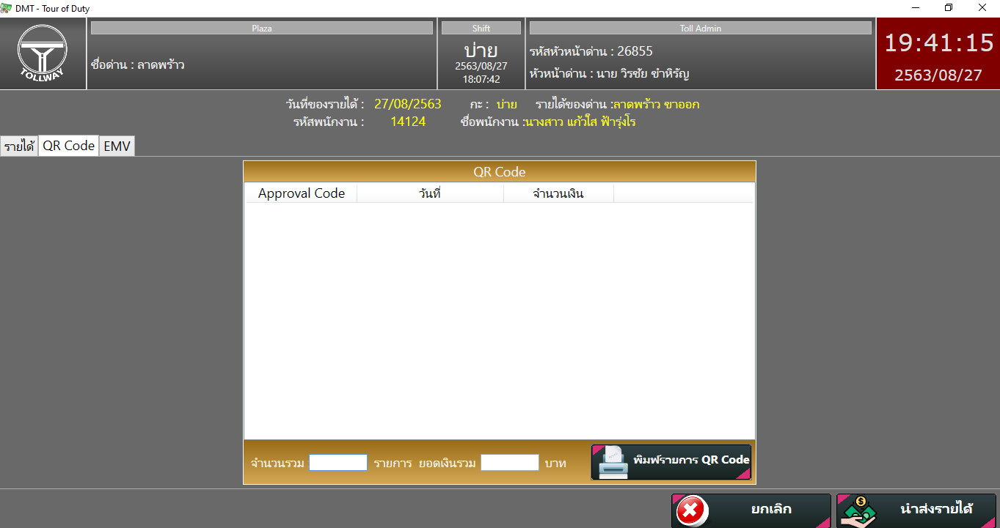 DMT - Tour of Duty
TOLLWAY
Plaza
ชื่อด่าน : ลาดพร้าว
Shift
บ่าย
2563/08/27
18:07:42
Toll Admin
รหัสหัวหน้าด่าน : 26855
หัวหน้าด่าน : นาย วิรชัย ขำหิรัญ
19:41:15
2563/08/27
วันที่ของรายได้ : 27/08/2563 กะ : บ่าย รายได้ของด่าน :ลาดพร้าว ขาออก
รหัสพนักงาน : 14124 ชื่อพนักงาน :นางสาว แก้วใส ฟ้ารุ่งโร
รายได้ QR Code EMV
QR Code
Approval Code วันที่ จำนวนเงิน
จำนวนรวม รายการ ยอดเงินรวม บาท พิมพ์รายการ QR Code
ยกเลิก นำส่งรายได้